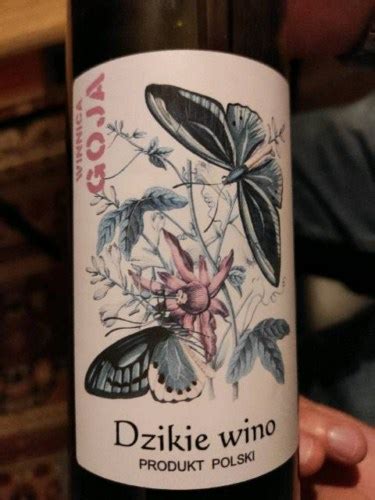 WINNICA
GOJA
Dzikie wino
PRODUKT POLSKI